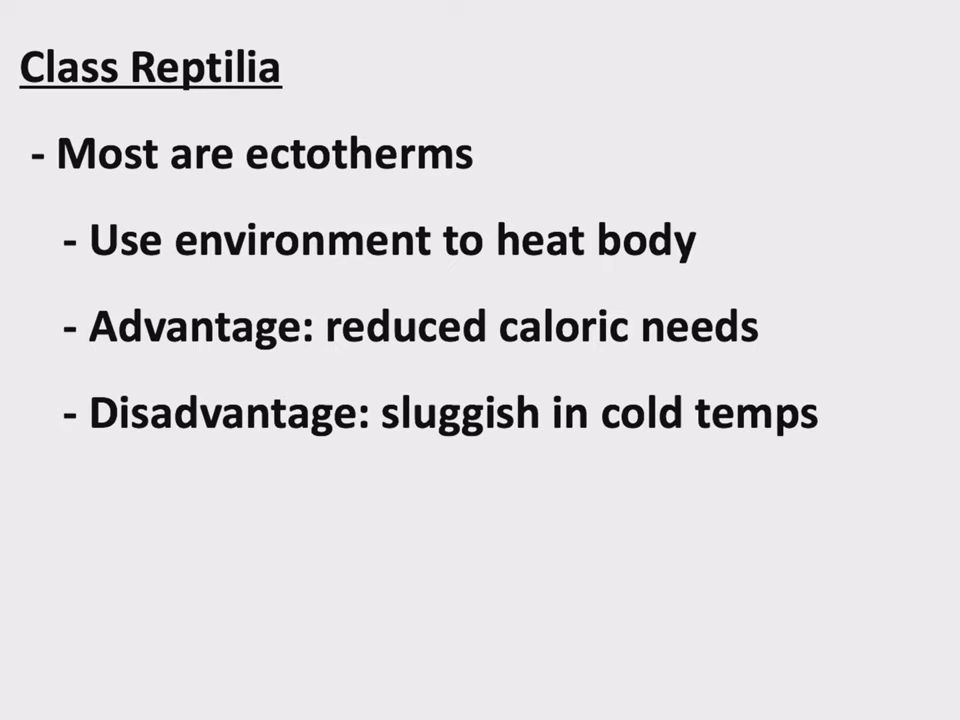 Class Reptilia
- Most are ectotherms
- Use environment to heat body
- Advantage: reduced caloric needs
- Disadvantage: sluggish in cold temps